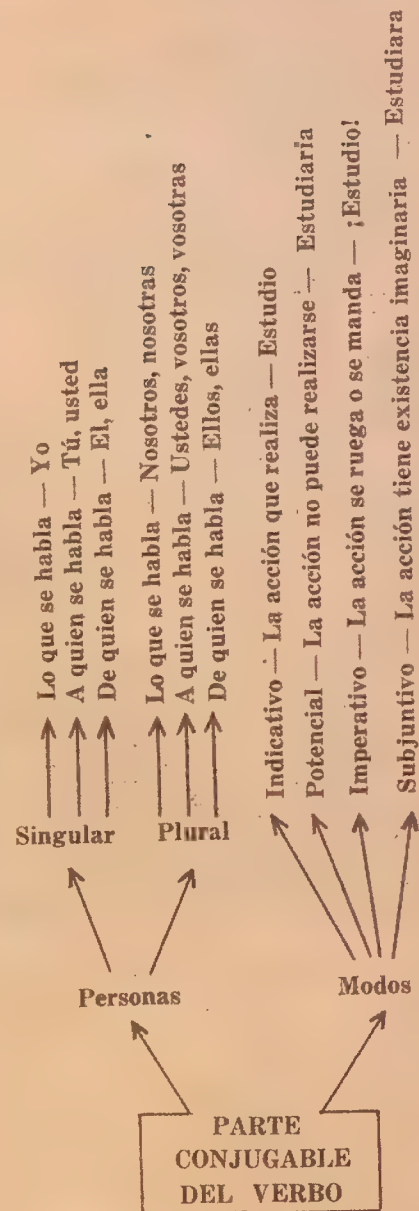 PARTE
CONJUGABLE
DEL VERBO
Personas
Singular
Lo que se habla — Yo
A quien se habla — Tú, usted
De quien se habla — El, ella
Plural
Lo que se habla — Nosotros, nosotras
A quien se habla — Ustedes, vosotros, vosotras
De quien se habla — Ellos, ellas
Modos
Indicativo — La acción que realiza — Estudio
Potencial — La acción no puede realizarse — Estudiaría
Imperativo — La acción se ruega o se manda — ¡Estudio!
Subjuntivo — La acción tiene existencia imaginaria — Estudiara